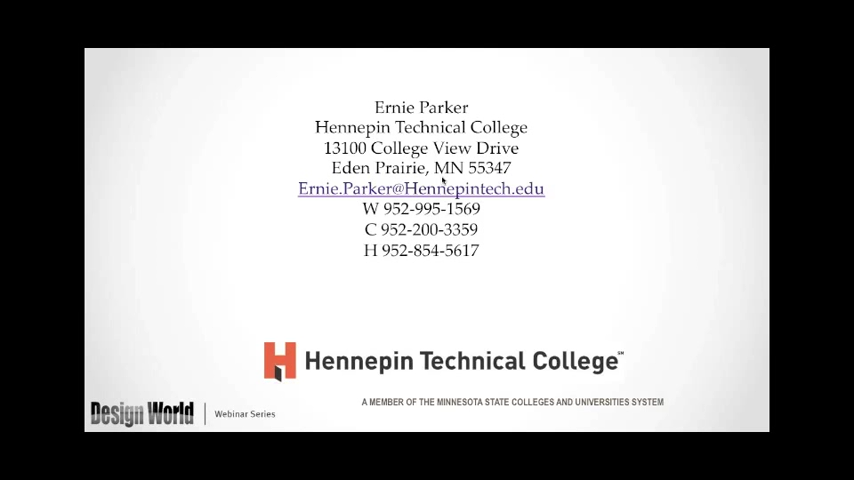 Ernie Parker
Hennepin Technical College
13100 College View Drive
Eden Prairie, MN 55347
Ernie.Parker@Hennepintech.edu
W 952-995-1569
C 952-200-3359
H 952-854-5617
Hennepin Technical College℠
A MEMBER OF THE MINNESOTA STATE COLLEGES AND UNIVERSITIES SYSTEM
Design World
Webinar Series